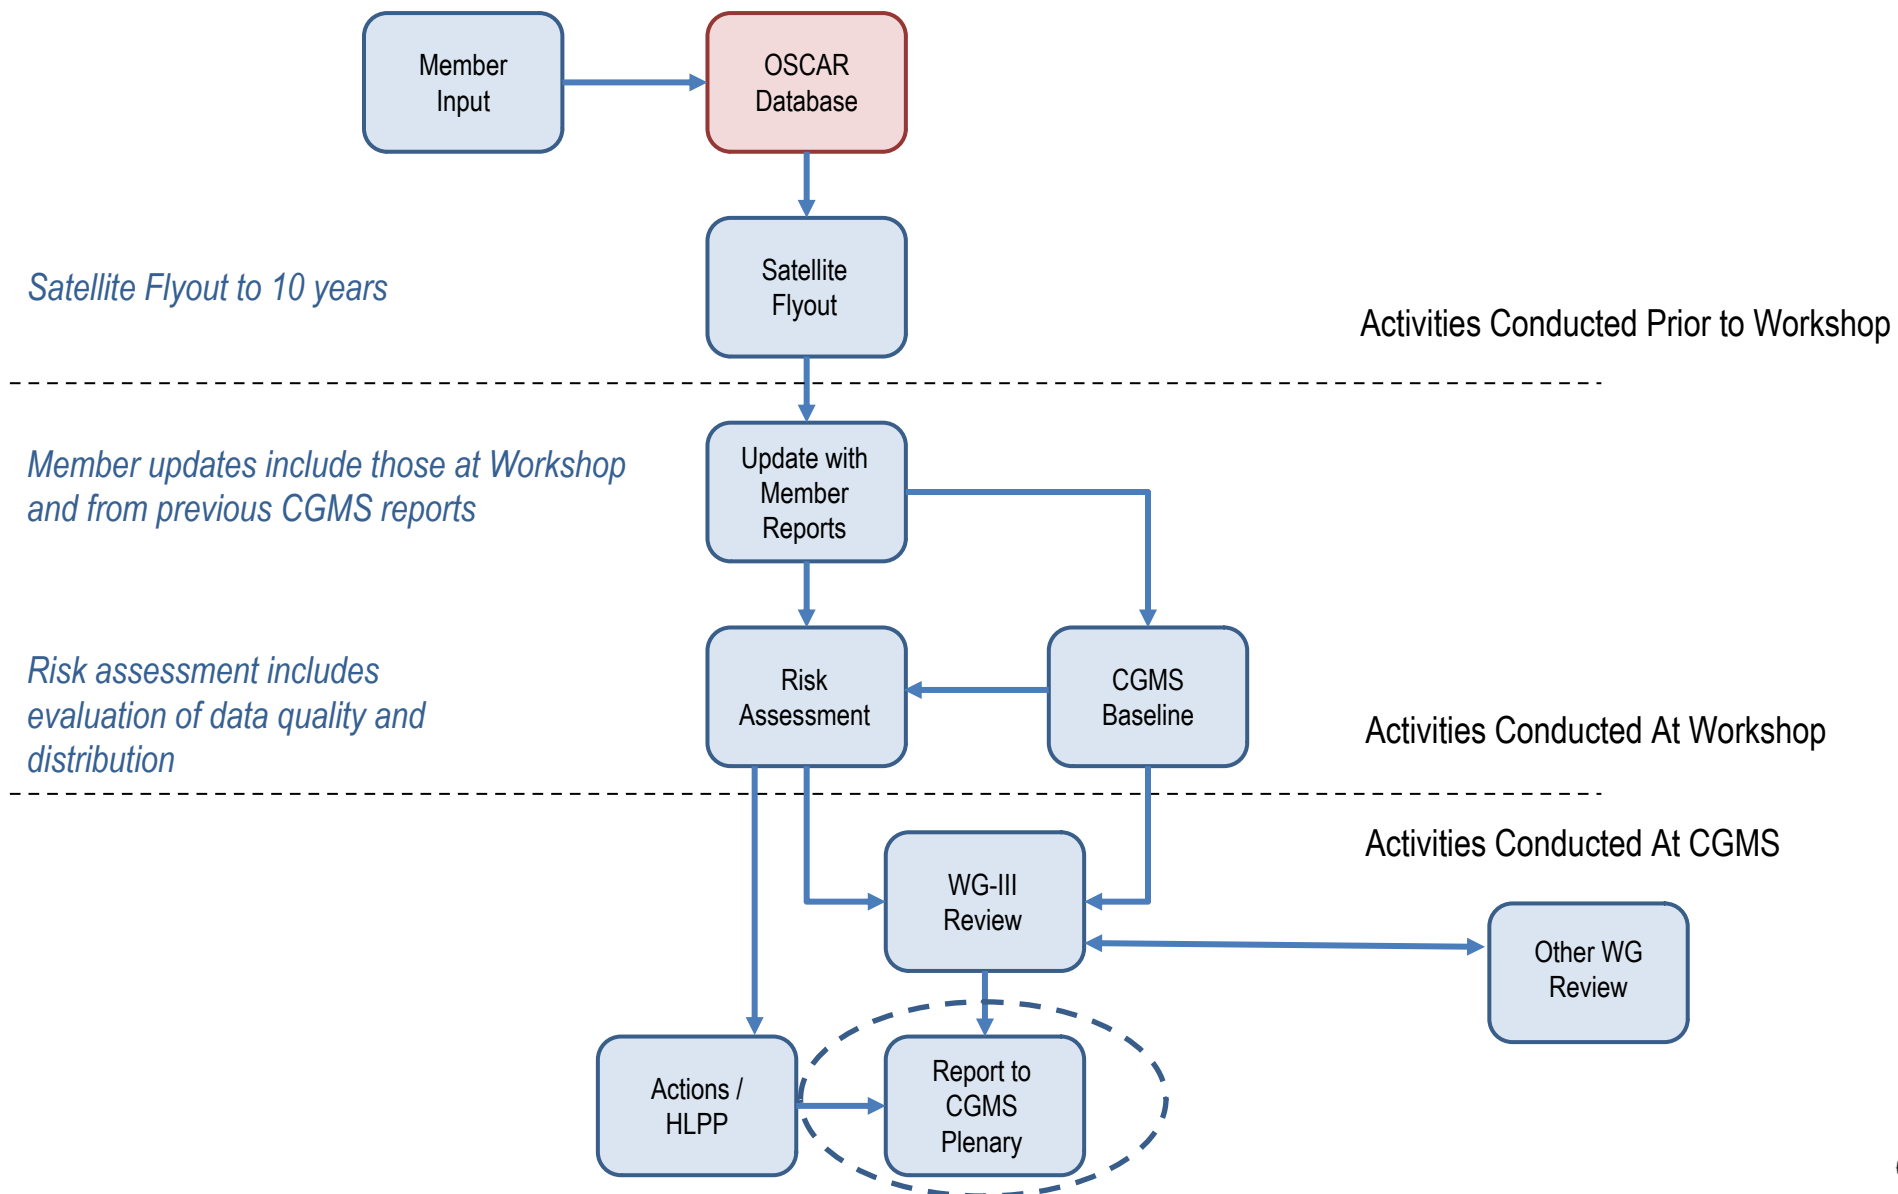 Member
Input
OSCAR
Database
Satellite
Flyout
Satellite Flyout to 10 years
Activities Conducted Prior to Workshop
Update with
Member
Reports
Member updates include those at Workshop
and from previous CGMS reports
Risk
Assessment
CGMS
Baseline
Risk assessment includes
evaluation of data quality and
distribution
Activities Conducted At Workshop
Activities Conducted At CGMS
WG-III
Review
Other WG
Review
Actions /
HLPP
Report to
CGMS
Plenary